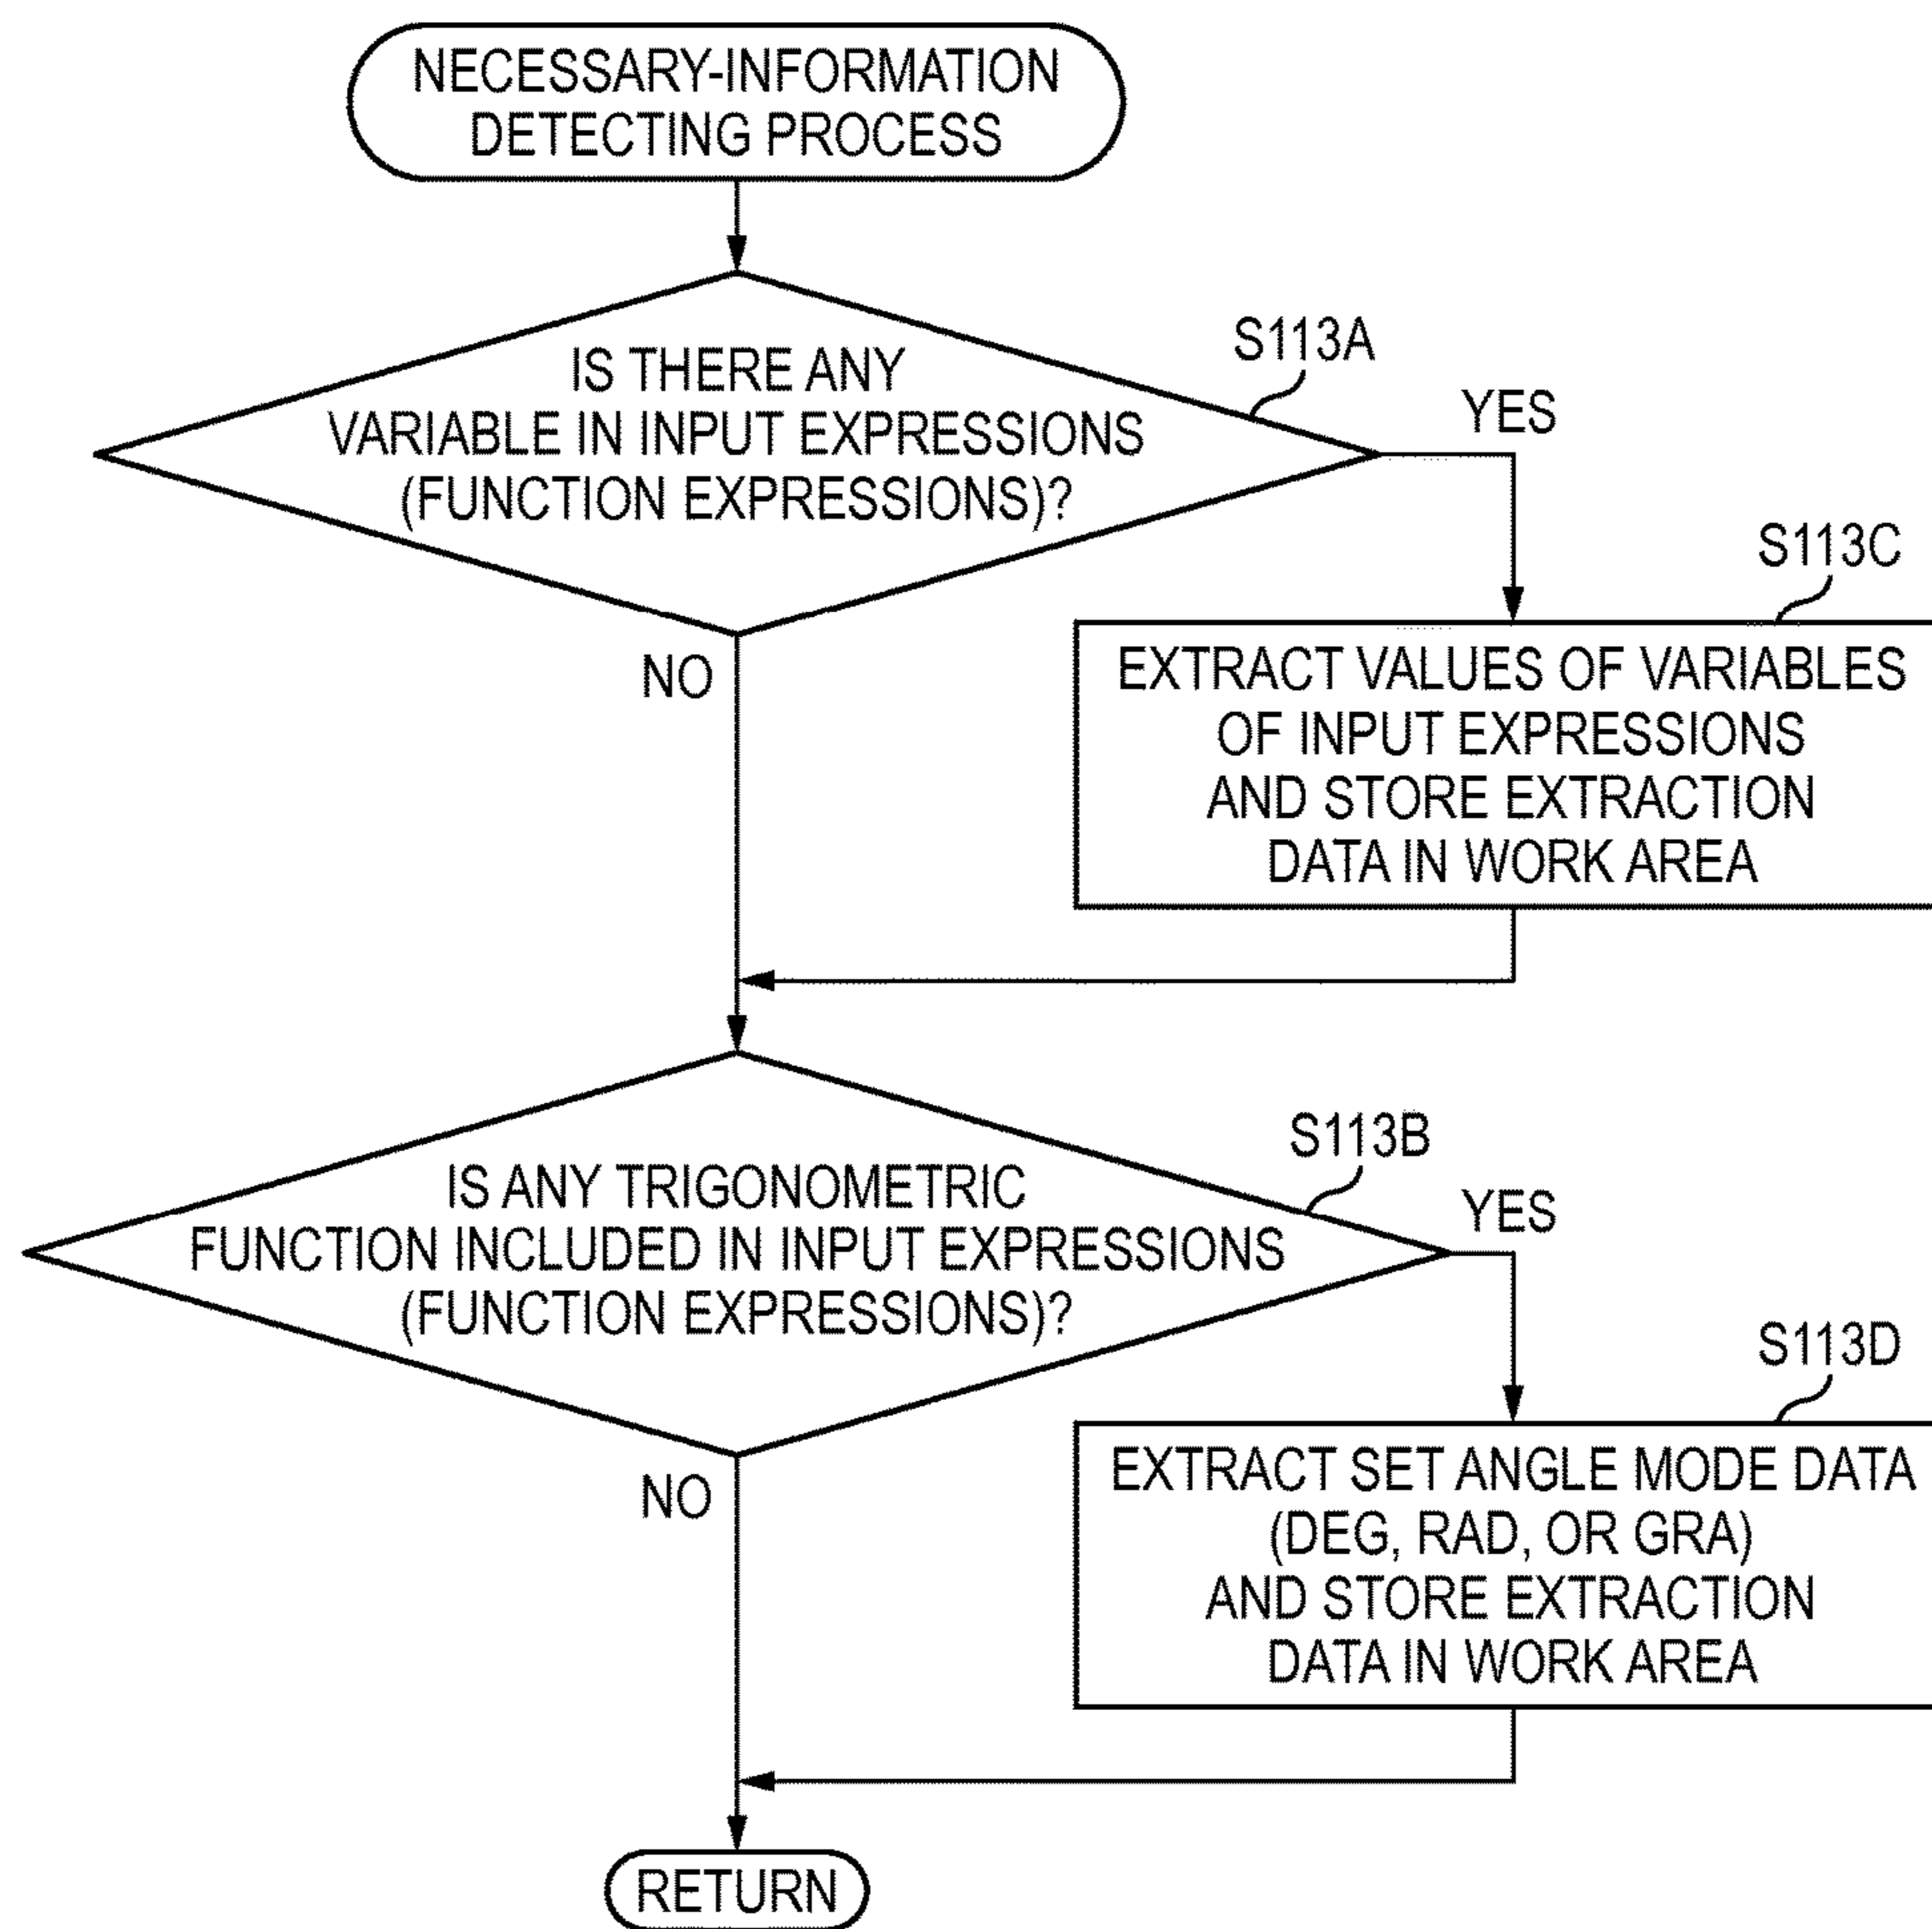 NECESSARY-INFORMATION
DETECTING PROCESS
S113A
IS THERE ANY
VARIABLE IN INPUT EXPRESSIONS
(FUNCTION EXPRESSIONS)?
YES
NO
S113C
EXTRACT VALUES OF VARIABLES
OF INPUT EXPRESSIONS
AND STORE EXTRACTION
DATA IN WORK AREA
S113B
IS ANY TRIGONOMETRIC
FUNCTION INCLUDED IN INPUT EXPRESSIONS
(FUNCTION EXPRESSIONS)?
YES
NO
S113D
EXTRACT SET ANGLE MODE DATA
(DEG, RAD, OR GRA)
AND STORE EXTRACTION
DATA IN WORK AREA
RETURN